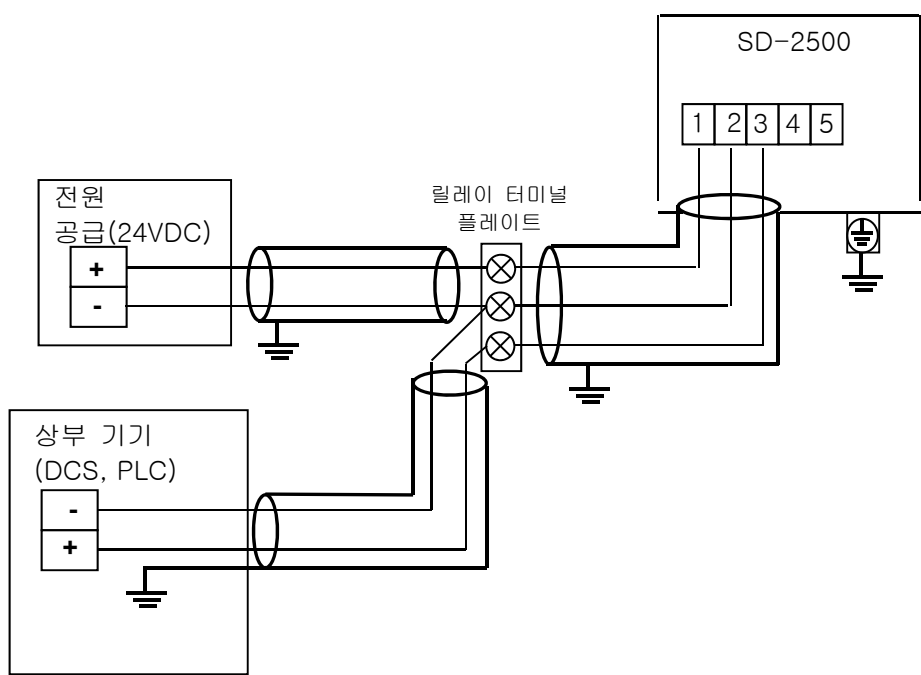 SD-2500
1 2 3 4 5
전원
공급(24VDC)
+
-
릴레이 터미널
플레이트
상부 기기
(DCS, PLC)
-
+